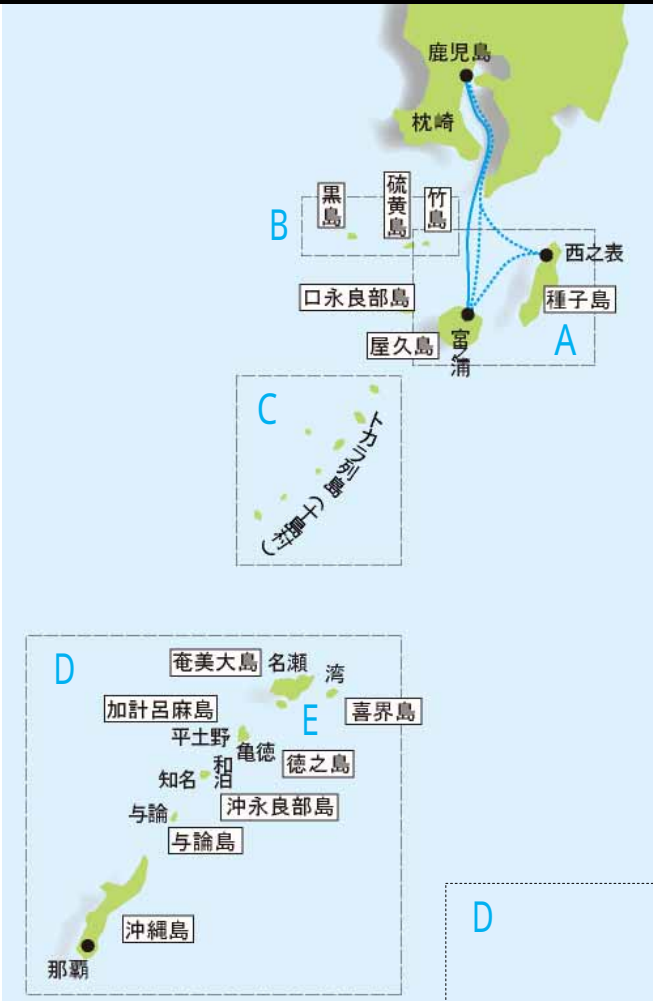 鹿児島
枕崎
黒島
硫黄島
竹島
B
西之表
口永良部島
種子島
屋久島
宮之浦
A
C
トカラ列島(十島村)
D
奄美大島
名瀬
湾
加計呂麻島
E
喜界島
平土野
亀徳
和泊
徳之島
知名
沖永良部島
与論
与論島
D
沖縄島
那覇